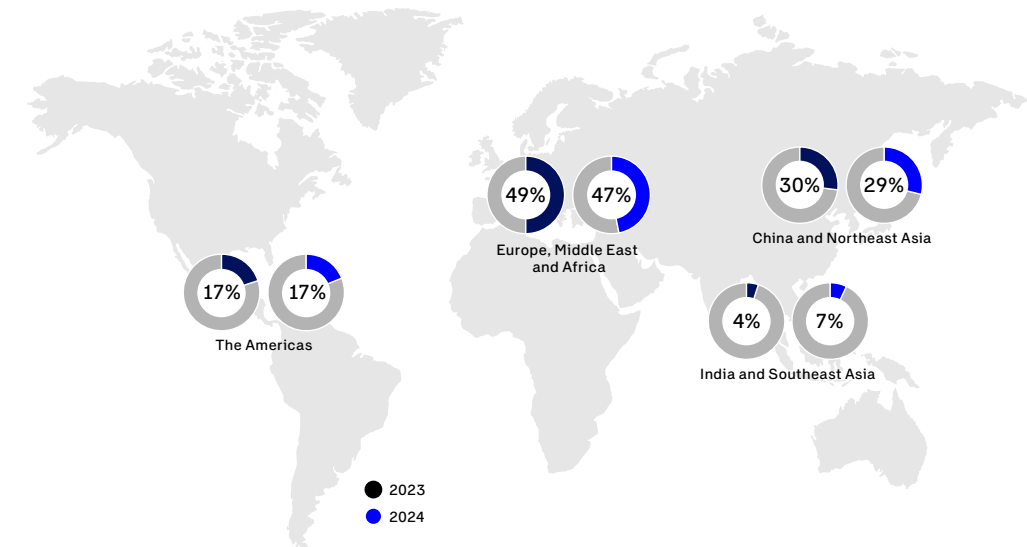 49%
47%
Europe, Middle East
and Africa
30%
29%
China and Northeast Asia
17%
17%
The Americas
4%
7%
India and Southeast Asia
2023
2024